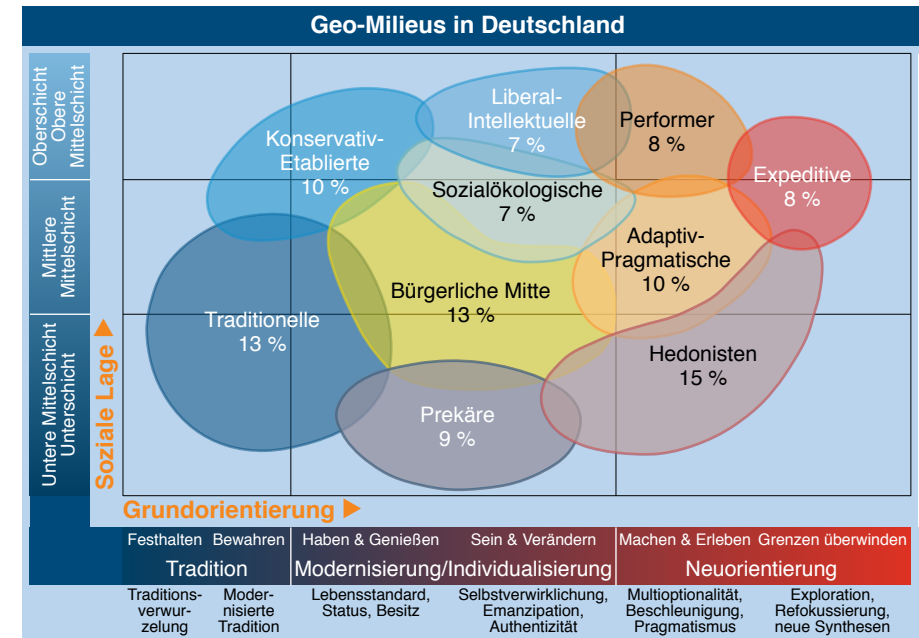 Geo-Milieus in Deutschland
Oberschicht
Obere
Mittelschicht
Mittlere
Mittelschicht
Untere Mittelschicht
Unterschicht
Soziale Lage ▶
Liberal-
Intellektuelle
7 %
Performer
8 %
Konservativ-
Etablierte
10 %
Expeditive
8 %
Sozialökologische
7 %
Adaptiv-
Pragmatische
10 %
Bürgerliche Mitte
13 %
Traditionelle
13 %
Hedonisten
15 %
Prekäre
9 %
Grundorientierung ▶
Festhalten Bewahren
Tradition
Traditions-
verwur-
zelung
Moder-
nisierte
Tradition
Haben & Genießen Sein & Verändern
Modernisierung/Individualisierung
Lebensstandard,
Status, Besitz
Selbstverwirklichung,
Emanzipation,
Authentizität
Machen & Erleben Grenzen überwinden
Neuorientierung
Multioptionalität,
Beschleunigung,
Pragmatismus
Exploration,
Refokussierung,
neue Synthesen